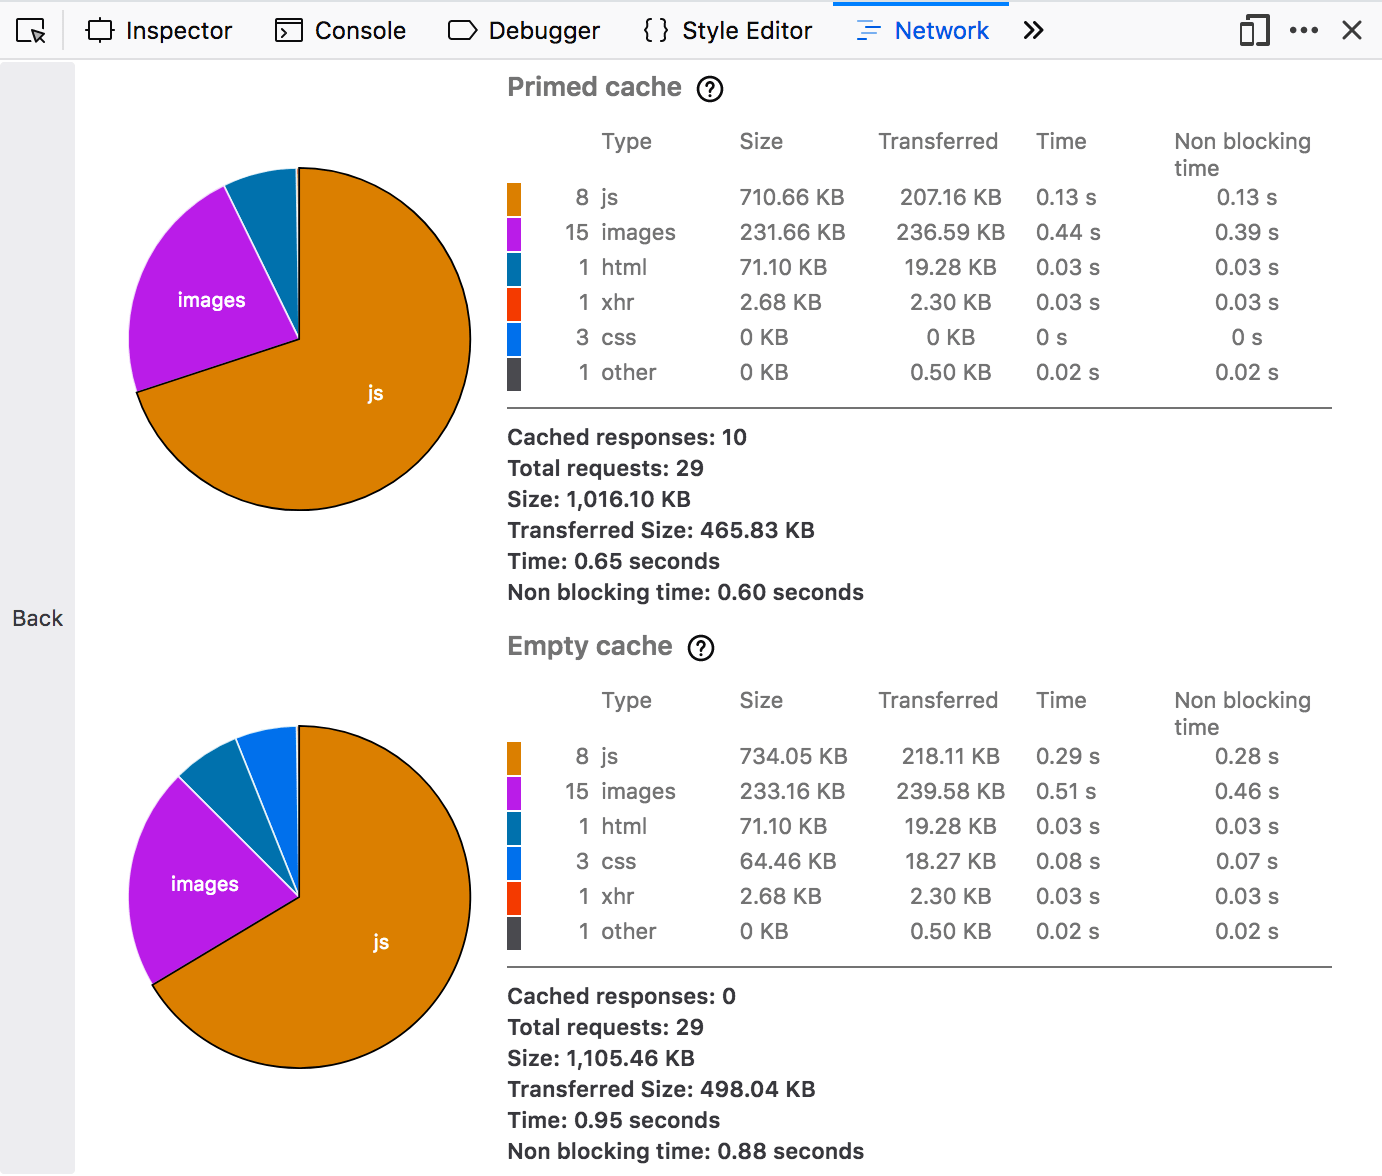 Inspector Console Debugger { } Style Editor Network
Back
Primed cache ?
Type Size Transferred Time Non blocking time
8 js 710.66 KB 207.16 KB 0.13 s 0.13 s
15 images 231.66 KB 236.59 KB 0.44 s 0.39 s
1 html 71.10 KB 19.28 KB 0.03 s 0.03 s
1 xhr 2.68 KB 2.30 KB 0.03 s 0.03 s
3 css 0 KB 0 KB 0 s 0 s
1 other 0 KB 0.50 KB 0.02 s 0.02 s
images
js
Cached responses: 10
Total requests: 29
Size: 1,016.10 KB
Transferred Size: 465.83 KB
Time: 0.65 seconds
Non blocking time: 0.60 seconds
Empty cache ?
Type Size Transferred Time Non blocking time
8 js 734.05 KB 218.11 KB 0.29 s 0.28 s
15 images 233.16 KB 239.58 KB 0.51 s 0.46 s
1 html 71.10 KB 19.28 KB 0.03 s 0.03 s
3 css 64.46 KB 18.27 KB 0.08 s 0.07 s
1 xhr 2.68 KB 2.30 KB 0.03 s 0.03 s
1 other 0 KB 0.50 KB 0.02 s 0.02 s
images
js
Cached responses: 0
Total requests: 29
Size: 1,105.46 KB
Transferred Size: 498.04 KB
Time: 0.95 seconds
Non blocking time: 0.88 seconds